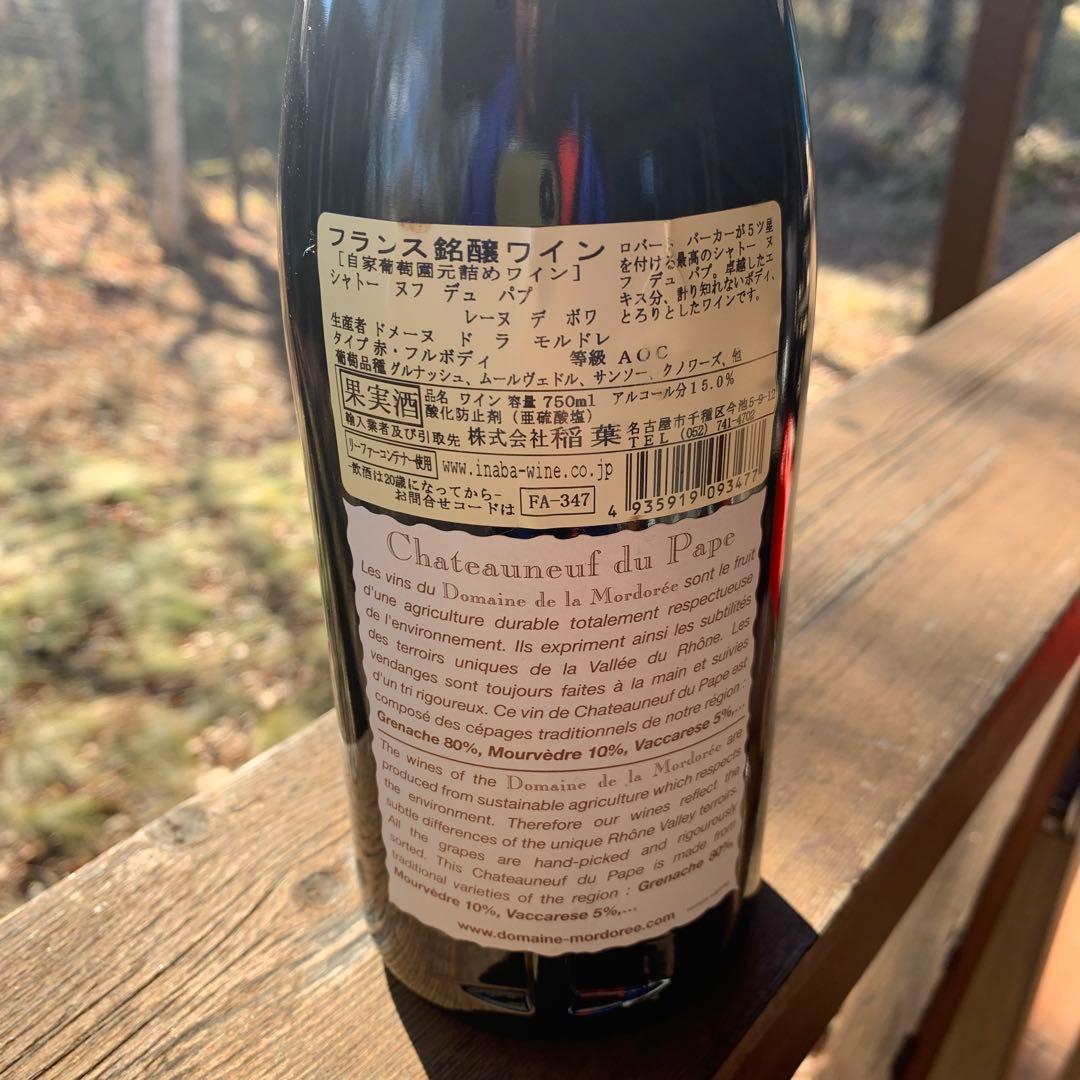 フランス銘醸ワイン
[自家葡萄園元詰めワイン]
シャトー ヌフ デュ パプ
レーヌ デ ボワ
ロバート パーカーが5ツ星
を付ける最高のシャトー ヌ
フ デュ パプ。卓越したエ
キス分、計り知れないボディ、
とろりとしたワインです。
生産者 ドメーヌ ド ラ モルドレ
タイプ 赤・フルボディ 等級 AOC
葡萄品種 グルナッシュ、ムールヴェドル、サンソー、クノワーズ、他
果実酒
品名 ワイン 容量 750ml アルコール分 15.0%
酸化防止剤 (亜硫酸塩)
輸入業者及び引取先 株式会社 稲葉
名古屋市千種区今池5-9-12
TEL (052) 741-4702
リーファーコンテナー使用
www.inaba-wine.co.jp
-飲酒は20歳になってから-
お問合せコードは FA-347
4 935919 093477
Chateauneuf du Pape
Les vins du Domaine de la Mordorée sont le fruit
d'une agriculture durable totalement respectueuse
de l'environnement. Ils expriment ainsi les subtilités
des terroirs uniques de la Vallée du Rhône. Les
vendanges sont toujours faites à la main et suivies
d'un tri rigoureux. Ce vin de Chateauneuf du Pape est
composé des cépages traditionnels de notre région :
Grenache 80%, Mourvèdre 10%, Vaccarese 5%,...
The wines of the Domaine de la Mordorée are
produced from sustainable agriculture which respects
the environment. Therefore our wines reflect the
subtle differences of the unique Rhône Valley terroirs.
All the grapes are hand-picked and rigourously
sorted. This Chateauneuf du Pape is made from
traditional varieties of the region : Grenache 80%,
Mourvèdre 10%, Vaccarese 5%,...
www.domaine-mordoree.com